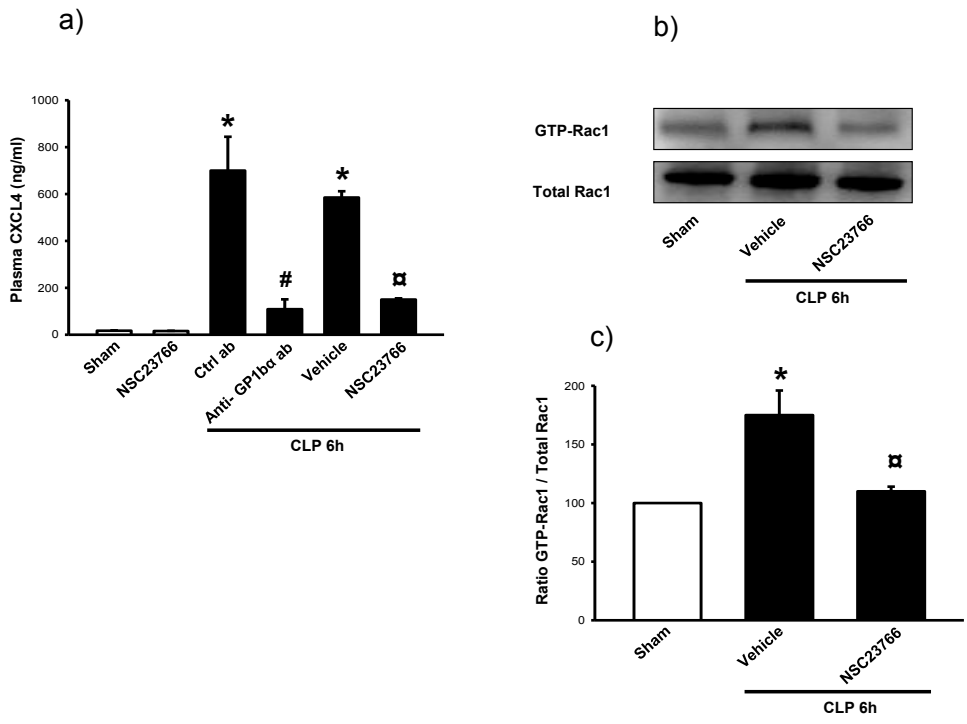 a)
1000
800
600
400
200
0
Plasma CXCL4 (ng/ml)
*
#
*
¤
Sham
NSC23766
Ctrl ab
Anti- GP1bα ab
Vehicle
NSC23766
CLP 6h
b)
GTP-Rac1
Total Rac1
Sham
Vehicle
NSC23766
CLP 6h
c)
200
150
100
50
0
Ratio GTP-Rac1 / Total Rac1
*
¤
Sham
Vehicle
NSC23766
CLP 6h